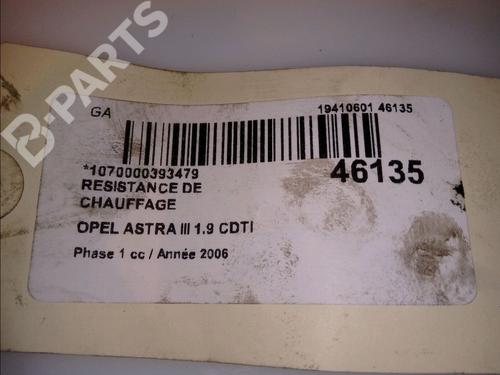 B-PARTS
GA
19410601 46135
*1070000393479
46135
RESISTANCE DE
CHAUFFAGE
OPEL ASTRA III 1.9 CDTI
Phase 1 cc / Année 2006